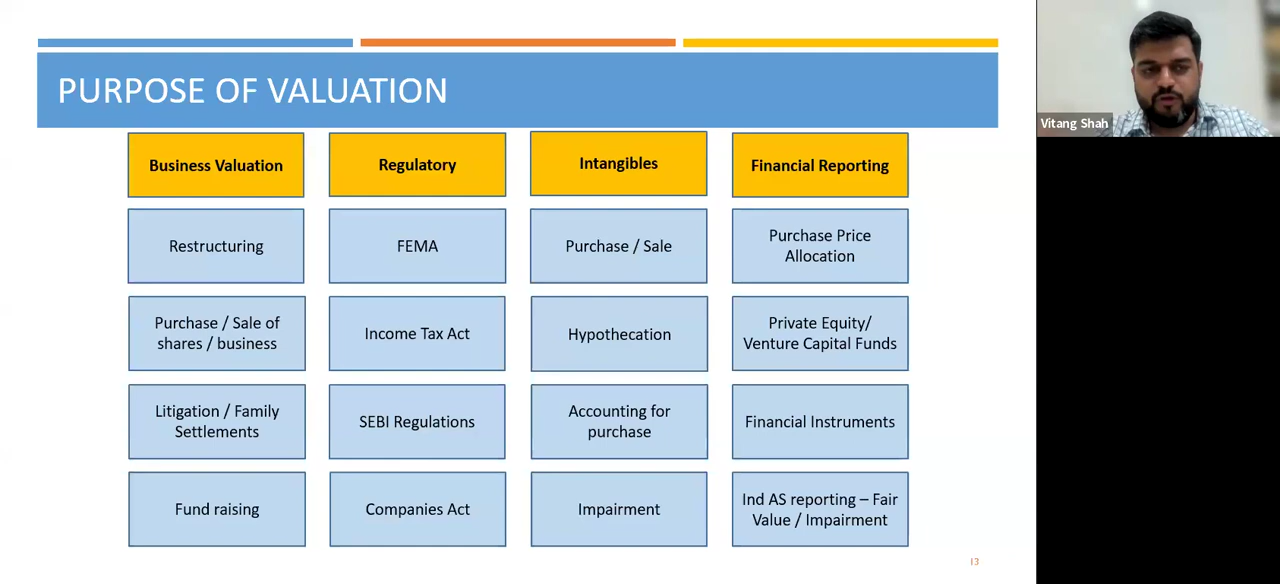 PURPOSE OF VALUATION
Vitang Shah
Business Valuation
Regulatory
Intangibles
Financial Reporting
Restructuring
FEMA
Purchase / Sale
Purchase Price
Allocation
Purchase / Sale of
shares / business
Income Tax Act
Hypothecation
Private Equity/
Venture Capital Funds
Litigation / Family
Settlements
SEBI Regulations
Accounting for
purchase
Financial Instruments
Fund raising
Companies Act
Impairment
Ind AS reporting – Fair
Value / Impairment
13